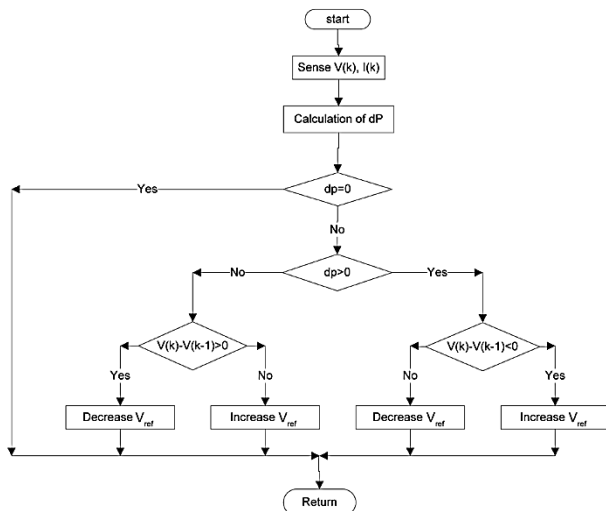 start
Sense V(k), I(k)
Calculation of dP
dp=0
Yes
No
dp>0
No
Yes
V(k)-V(k-1)>0
V(k)-V(k-1)<0
Yes
No
No
Yes
Decrease Vref
Increase Vref
Decrease Vref
Increase Vref
Return